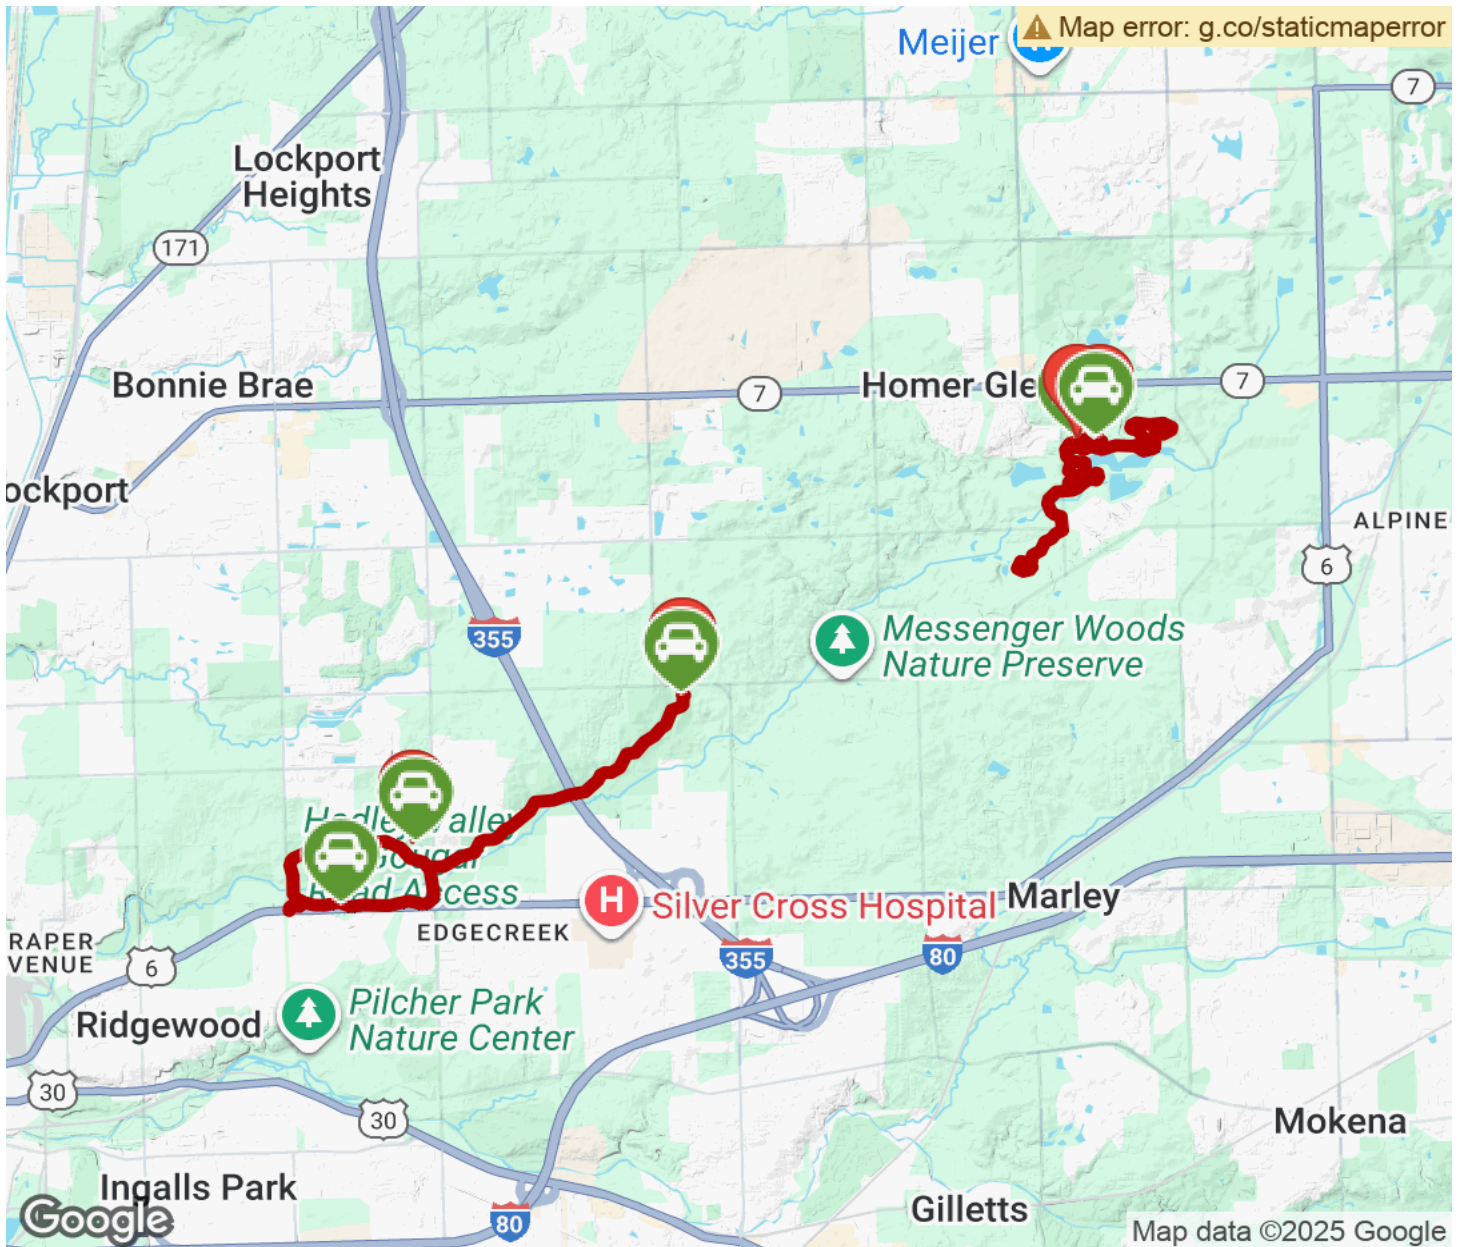 Map error: g.co/staticmaperror
Meijer
7
Lockport
Heights
171
Bonnie Brae
7
Homer Gle
7
ockport
ALPINE
6
355
Messenger Woods
Nature Preserve
Road Access
Silver Cross Hospital
H
Marley
EDGECREEK
RAPER
VENUE
6
355
80
Pilcher Park
Nature Center
Ridgewood
30
30
Mokena
Ingalls Park
80
Gilletts
Google
Map data ©2025 Google